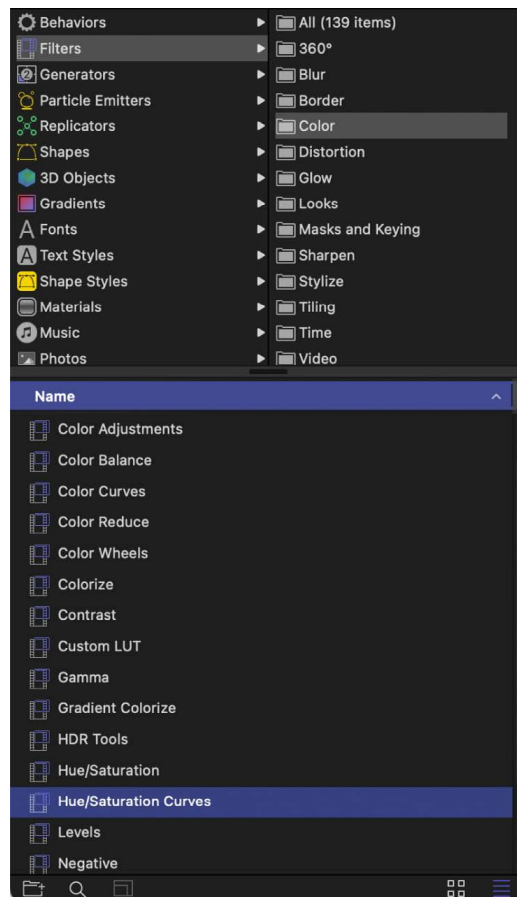 Behaviors
Filters
Generators
Particle Emitters
Replicators
Shapes
3D Objects
Gradients
Fonts
Text Styles
Shape Styles
Materials
Music
Photos
All (139 items)
360°
Blur
Border
Color
Distortion
Glow
Looks
Masks and Keying
Sharpen
Stylize
Tiling
Time
Video
Name
Color Adjustments
Color Balance
Color Curves
Color Reduce
Color Wheels
Colorize
Contrast
Custom LUT
Gamma
Gradient Colorize
HDR Tools
Hue/Saturation
Hue/Saturation Curves
Levels
Negative